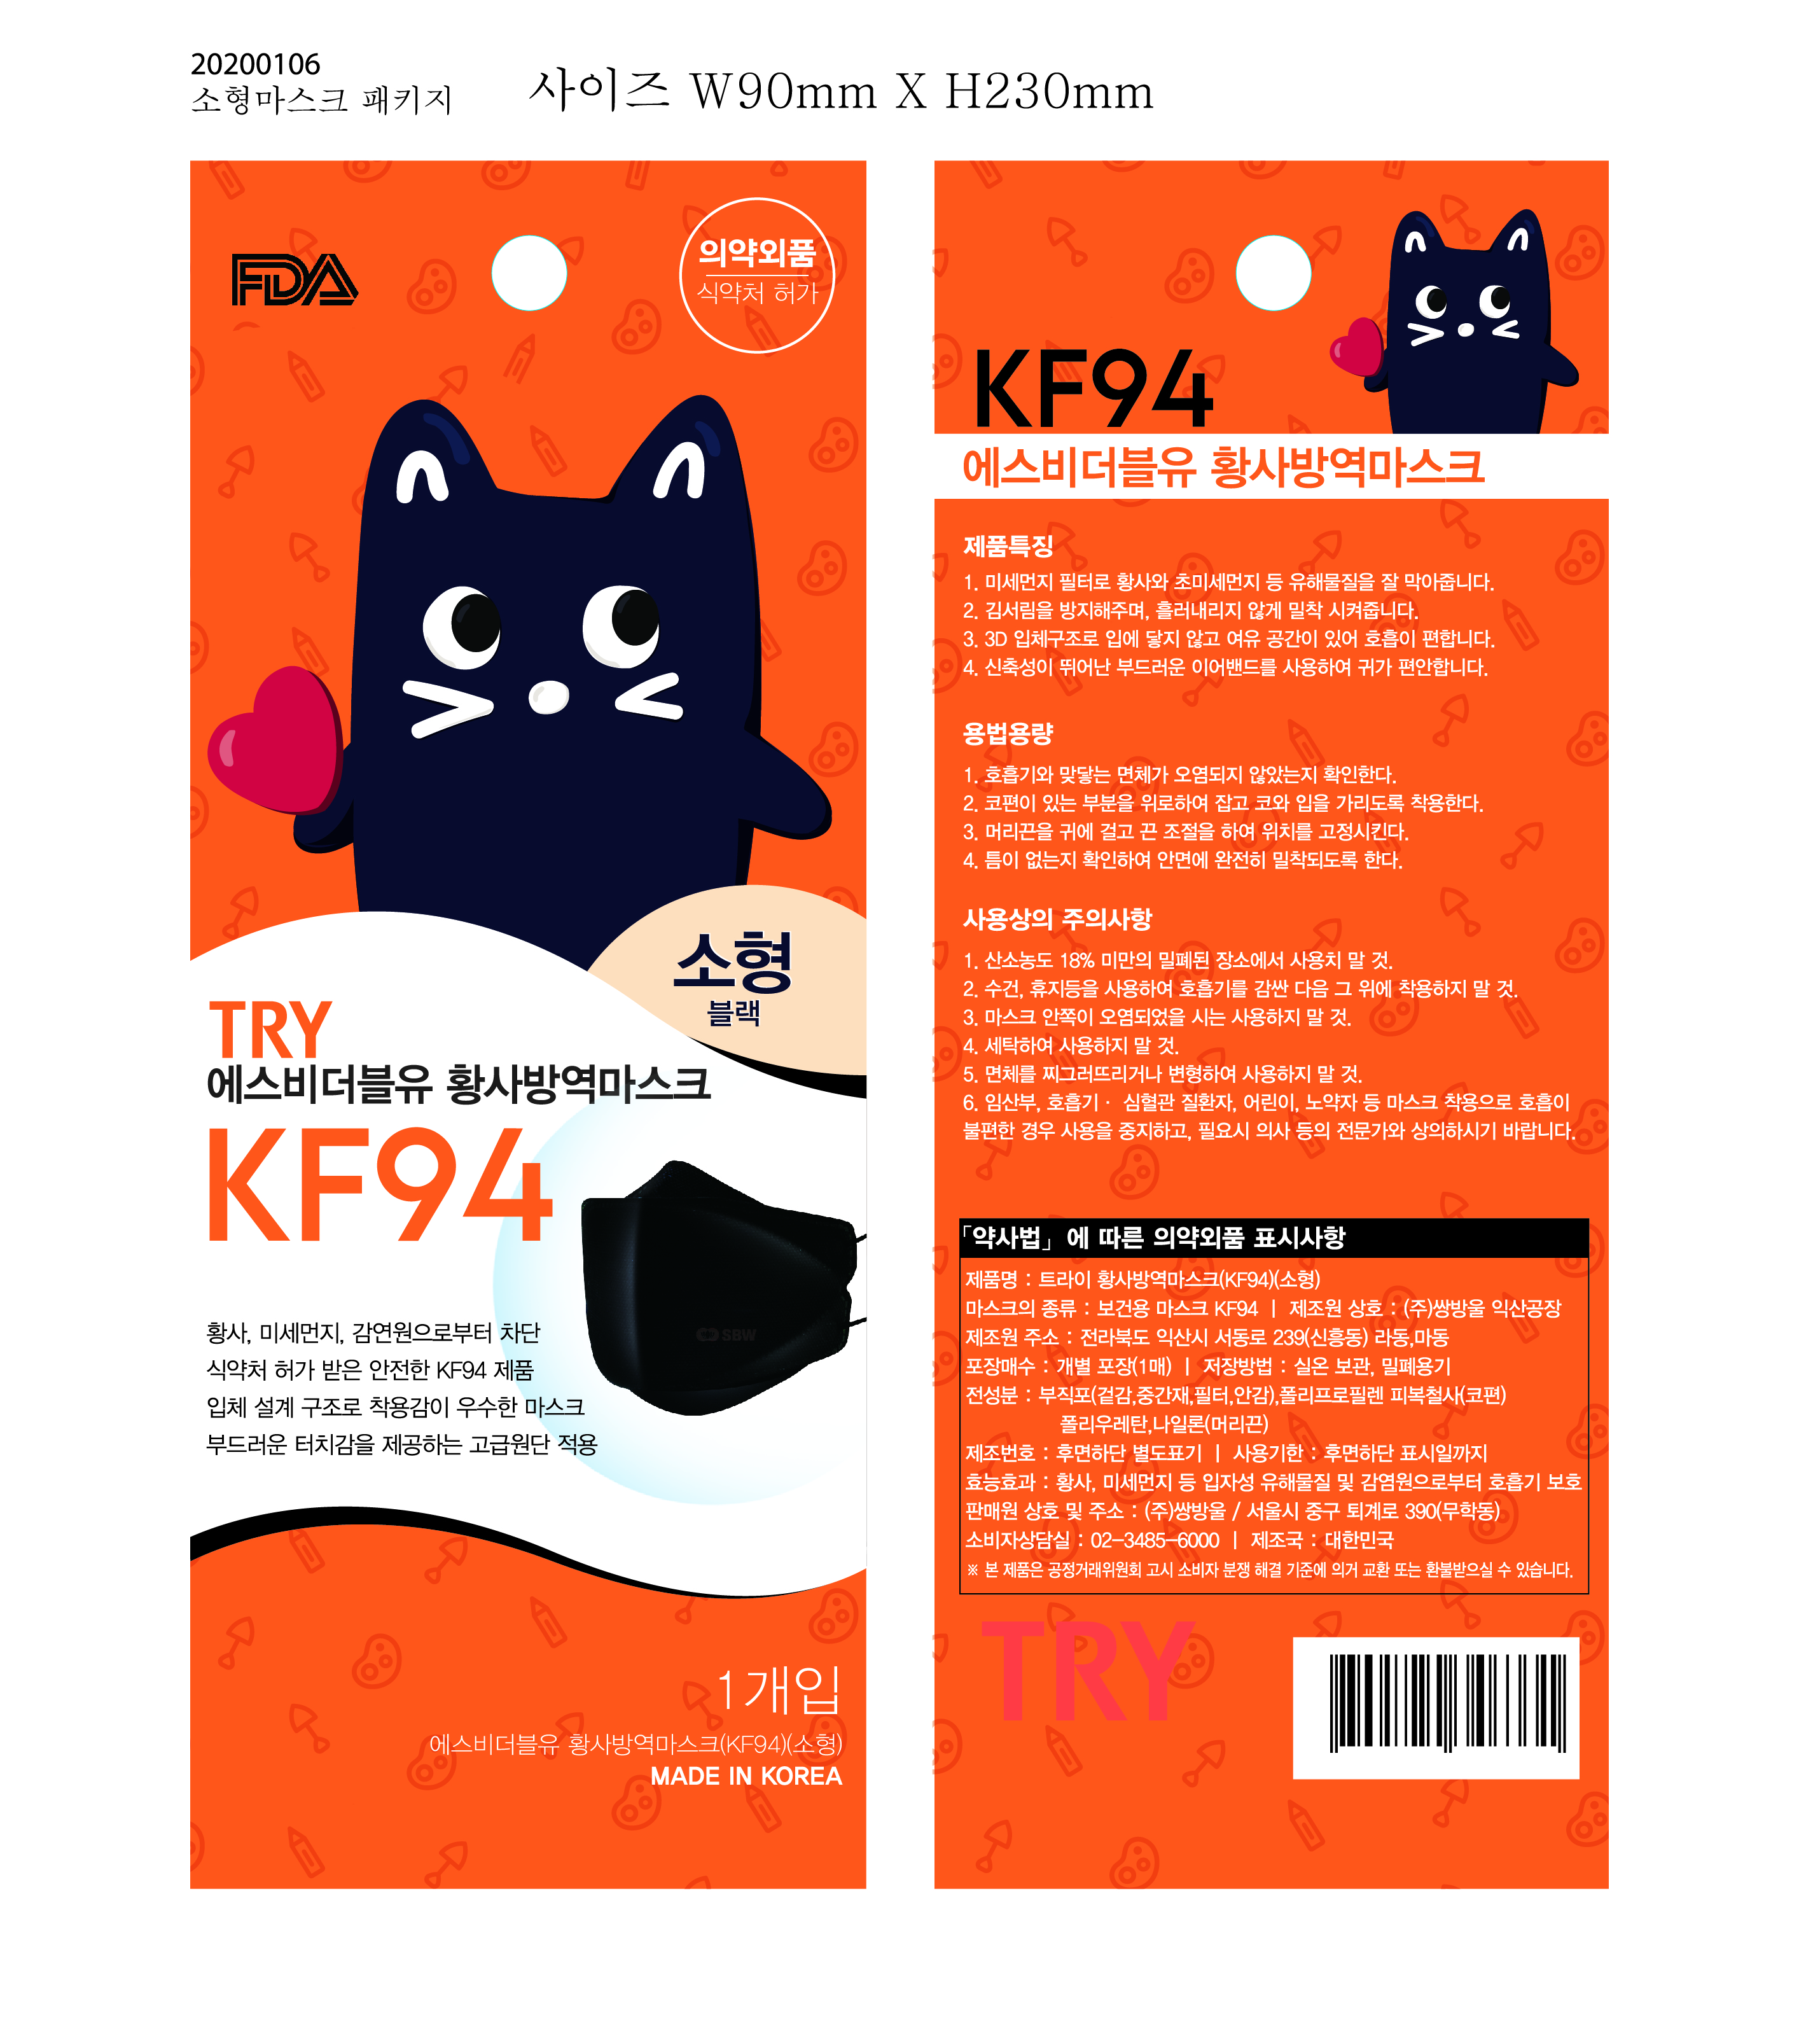 20200106
소형마스크 패키지
사이즈 W90mm X H230mm
FDA
의약외품
식약처 허가
소형
블랙
TRY
에스비더블유 황사방역마스크
KF94
SBW
황사, 미세먼지, 감연원으로부터 차단
식약처 허가 받은 안전한 KF94 제품
입체 설계 구조로 착용감이 우수한 마스크
부드러운 터치감을 제공하는 고급원단 적용
1개입
에스비더블유 황사방역마스크(KF94)(소형)
MADE IN KOREA
KF94
에스비더블유 황사방역마스크
제품특징
1. 미세먼지 필터로 황사와 초미세먼지 등 유해물질을 잘 막아줍니다.
2. 김서림을 방지해주며, 흘러내리지 않게 밀착 시켜줍니다.
3. 3D 입체구조로 입에 닿지 않고 여유 공간이 있어 호흡이 편합니다.
4. 신축성이 뛰어난 부드러운 이어밴드를 사용하여 귀가 편안합니다.
용법용량
1. 호흡기와 맞닿는 면체가 오염되지 않았는지 확인한다.
2. 코편이 있는 부분을 위로하여 잡고 코와 입을 가리도록 착용한다.
3. 머리끈을 귀에 걸고 끈 조절을 하여 위치를 고정시킨다.
4. 틈이 없는지 확인하여 안면에 완전히 밀착되도록 한다.
사용상의 주의사항
1. 산소농도 18% 미만의 밀폐된 장소에서 사용치 말 것.
2. 수건, 휴지등을 사용하여 호흡기를 감싼 다음 그 위에 착용하지 말 것.
3. 마스크 안쪽이 오염되었을 시는 사용하지 말 것.
4. 세탁하여 사용하지 말 것.
5. 면체를 찌그러뜨리거나 변형하여 사용하지 말 것.
6. 임산부, 호흡기 · 심혈관 질환자, 어린이, 노약자 등 마스크 착용으로 호흡이
불편한 경우 사용을 중지하고, 필요시 의사 등의 전문가와 상의하시기 바랍니다.
「약사법」에 따른 의약외품 표시사항
제품명 : 트라이 황사방역마스크(KF94)(소형)
마스크의 종류 : 보건용 마스크 KF94 ㅣ 제조원 상호 : (주)쌍방울 익산공장
제조원 주소 : 전라북도 익산시 서동로 239(신흥동) 라동,마동
포장매수 : 개별 포장(1매) ㅣ 저장방법 : 실온 보관, 밀폐용기
전성분 : 부직포(겉감,중간재,필터,안감),폴리프로필렌 피복철사(코편)
폴리우레탄,나일론(머리끈)
제조번호 : 후면하단 별도표기 ㅣ 사용기한 : 후면하단 표시일까지
효능효과 : 황사, 미세먼지 등 입자성 유해물질 및 감염원으로부터 호흡기 보호
판매원 상호 및 주소 : (주)쌍방울 / 서울시 중구 퇴계로 390(무학동)
소비자상담실 : 02-3485-6000 ㅣ 제조국 : 대한민국
※ 본 제품은 공정거래위원회 고시 소비자 분쟁 해결 기준에 의거 교환 또는 환불받으실 수 있습니다.
TRY